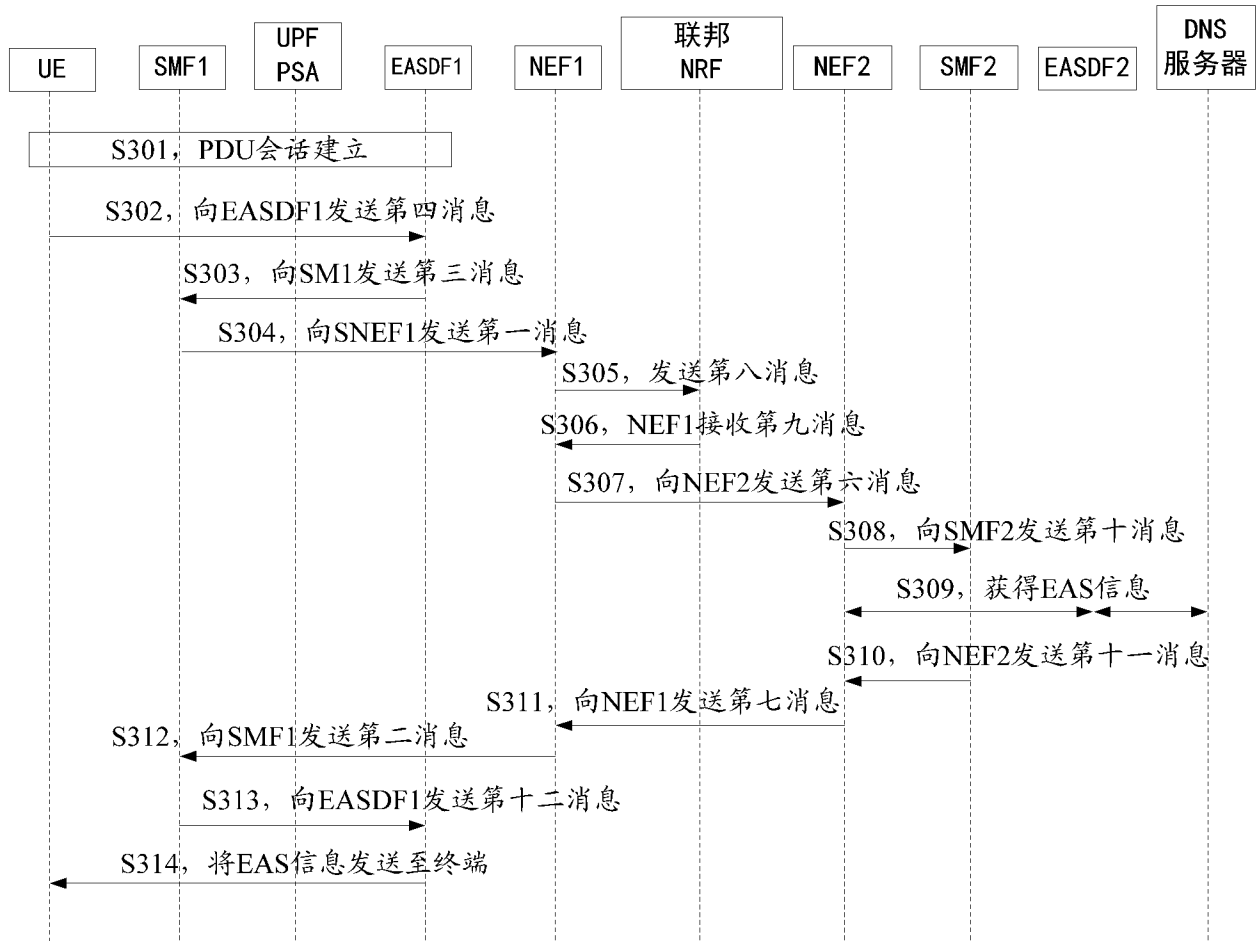 UE
SMF1
UPF
PSA
EASDF1
NEF1
联邦
NRF
NEF2
SMF2
EASDF2
DNS
服务器
S301，PDU会话建立
S302，向EASDF1发送第四消息
S303，向SM1发送第三消息
S304，向SNEF1发送第一消息
S305，发送第八消息
S306，NEF1接收第九消息
S307，向NEF2发送第六消息
S308，向SMF2发送第十消息
S309，获得EAS信息
S310，向NEF2发送第十一消息
S311，向NEF1发送第七消息
S312，向SMF1发送第二消息
S313，向EASDF1发送第十二消息
S314，将EAS信息发送至终端